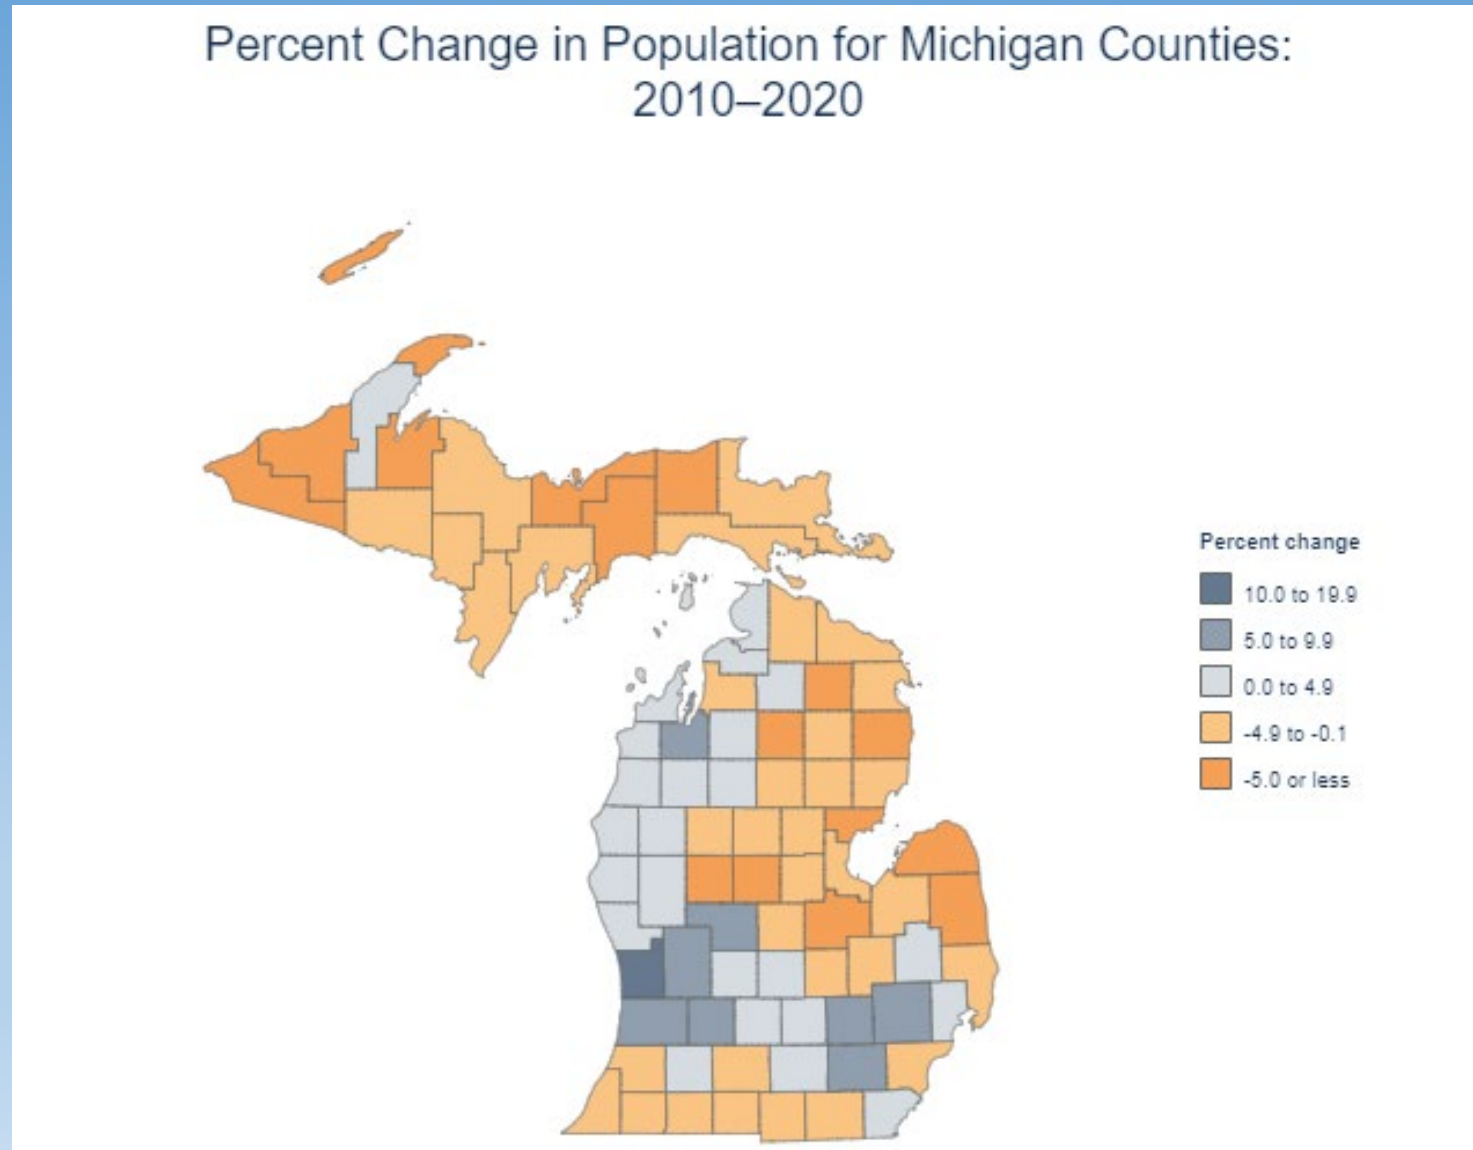 Percent Change in Population for Michigan Counties:
2010–2020
Percent change
10.0 to 19.9
5.0 to 9.9
0.0 to 4.9
-4.9 to -0.1
-5.0 or less